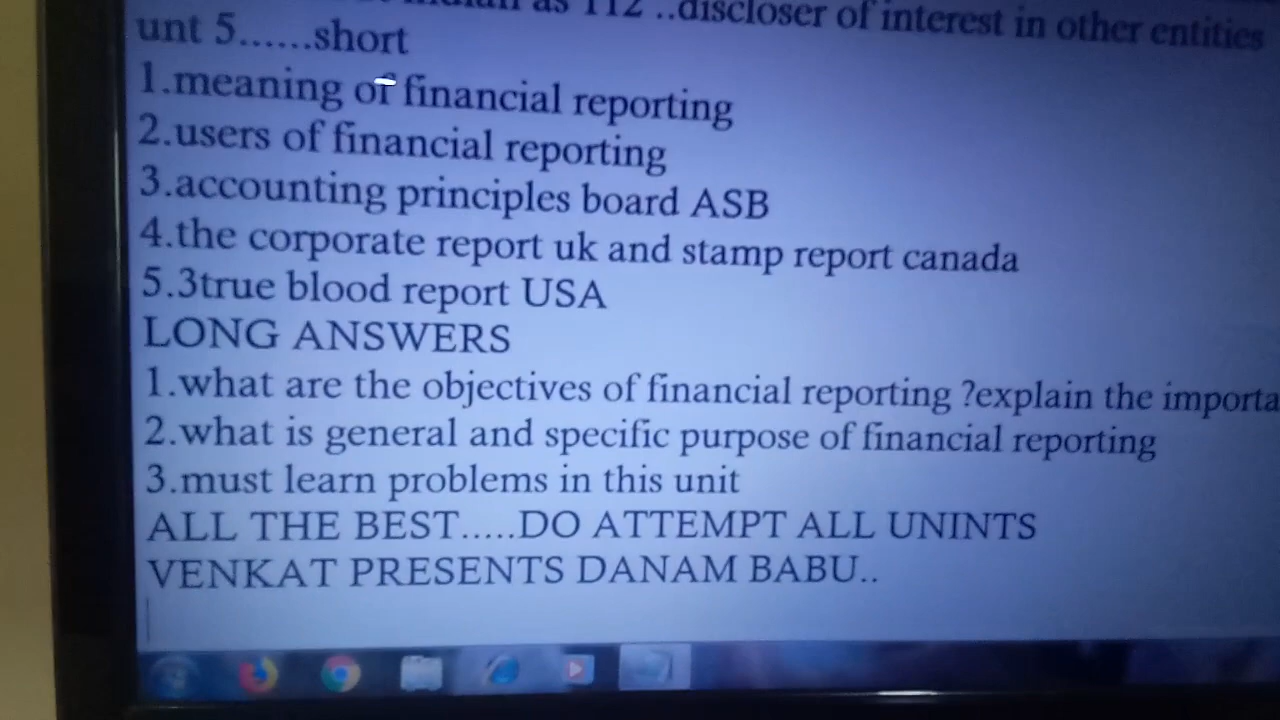 as 112 ..discloser of interest in other entities
unt 5......short
1.meaning of financial reporting
2.users of financial reporting
3.accounting principles board ASB
4.the corporate report uk and stamp report canada
5.3true blood report USA
LONG ANSWERS
1.what are the objectives of financial reporting ?explain the importa
2.what is general and specific purpose of financial reporting
3.must learn problems in this unit
ALL THE BEST.....DO ATTEMPT ALL UNINTS
VENKAT PRESENTS DANAM BABU..